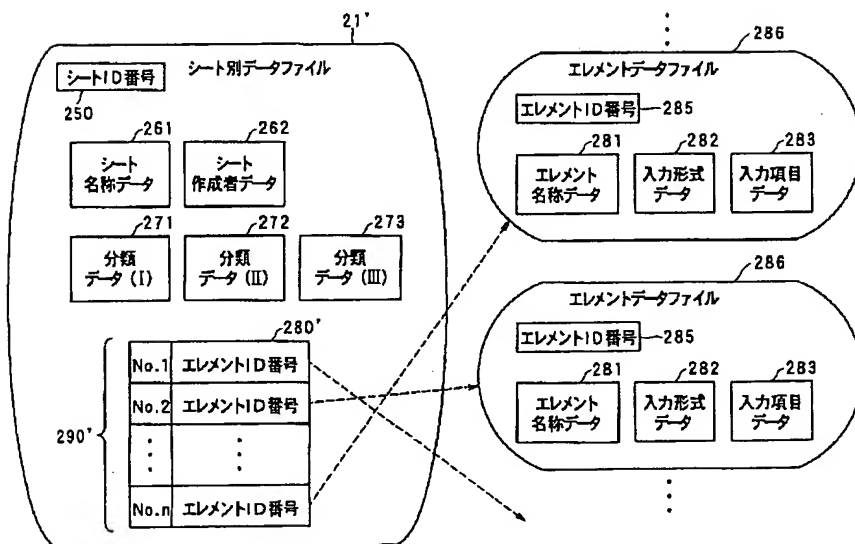 21'
シートID番号
シート別データファイル
250
261
262
シート
名称データ
シート
作成者データ
271
272
273
分類
データ(I)
分類
データ(II)
分類
データ(III)
280'
No.1 エレメントID番号
No.2 エレメントID番号
290'
No.n エレメントID番号
286
エレメントデータファイル
エレメントID番号
285
281
282
283
エレメント
名称データ
入力形式
データ
入力項目
データ
286
エレメントデータファイル
エレメントID番号
285
281
282
283
エレメント
名称データ
入力形式
データ
入力項目
データ